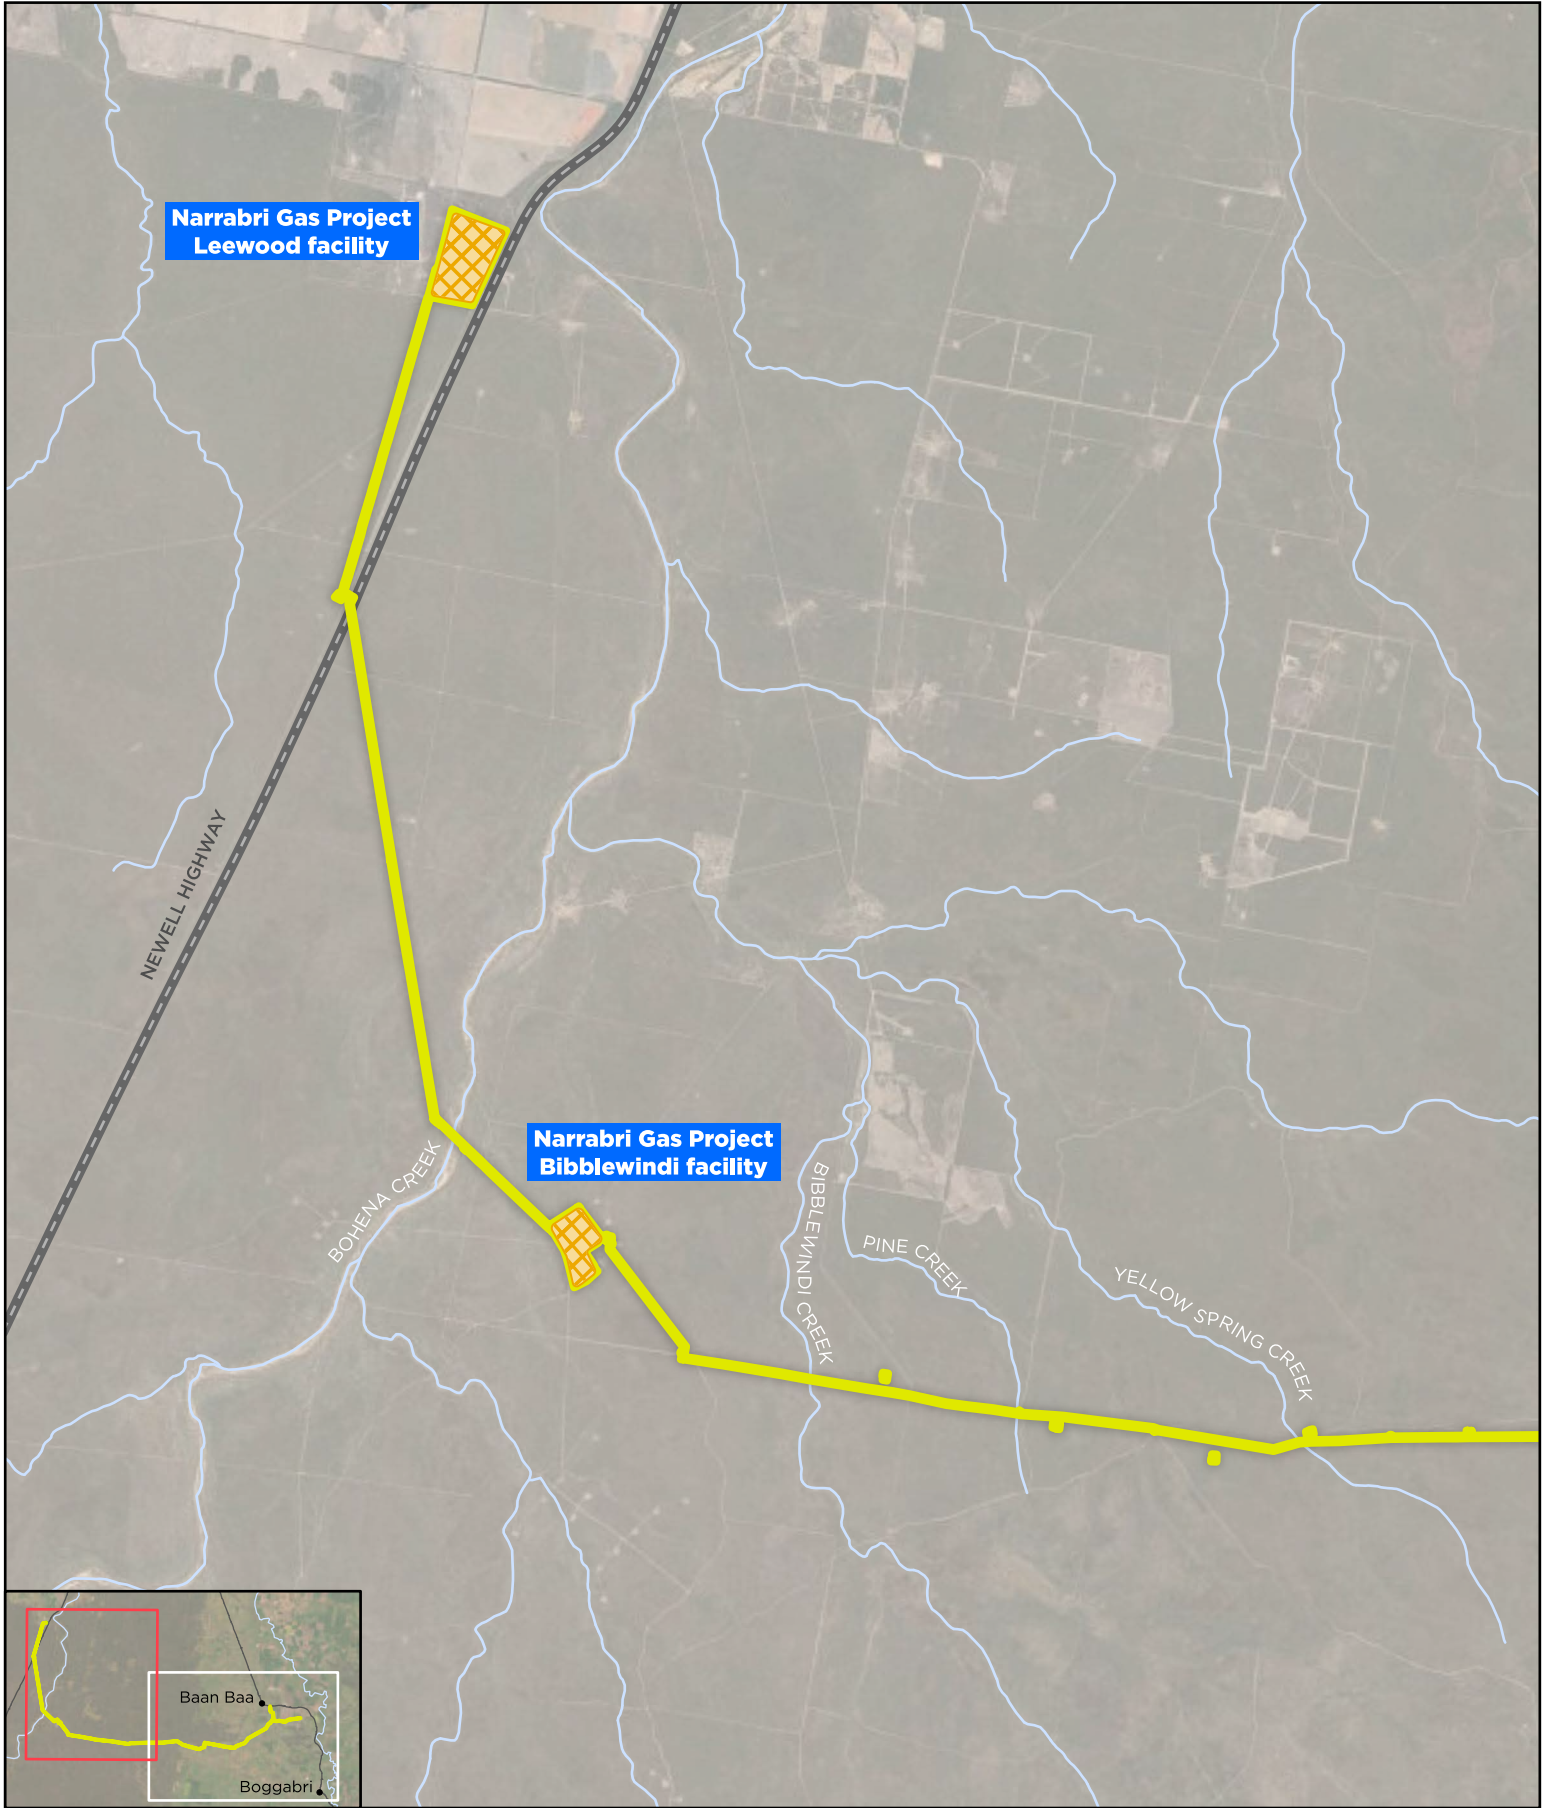 Narrabri Gas Project
Leewood facility
NEWELL HIGHWAY
Narrabri Gas Project
Bibblewindi facility
BOHENA CREEK
BIBBLEWINDI CREEK
PINE CREEK
YELLOW SPRING CREEK
Baan Baa
Boggabri